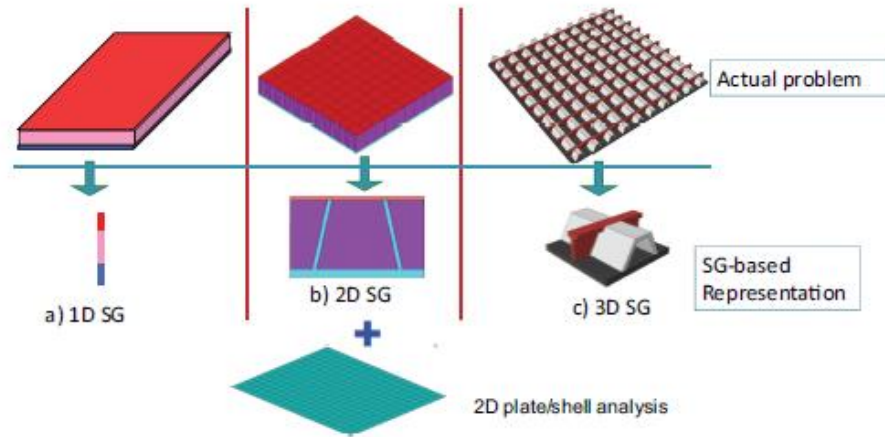 Actual problem
SG-based
Representation
a) 1D SG
b) 2D SG
c) 3D SG
2D plate/shell analysis